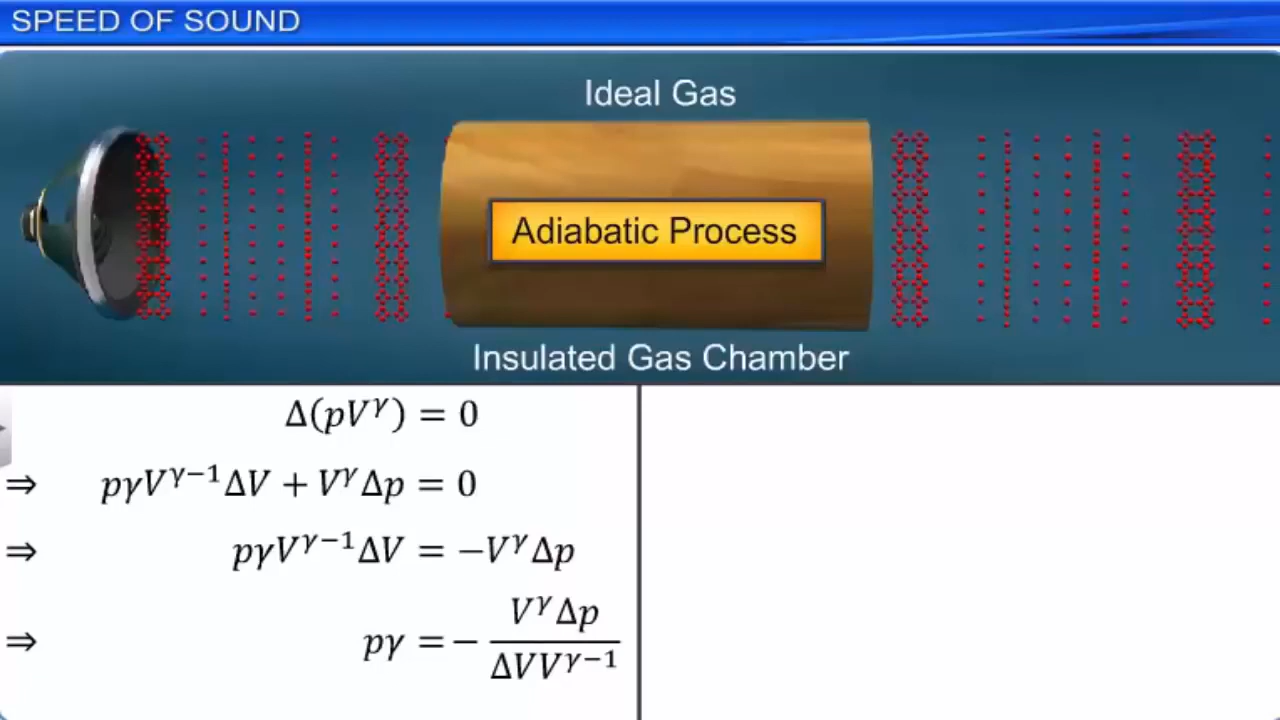 SPEED OF SOUND
Ideal Gas
Adiabatic Process
Insulated Gas Chamber
Δ(pV^γ) = 0
⇒ pγV^{γ−1}ΔV + V^γΔp = 0
⇒ pγV^{γ−1}ΔV = −V^γΔp
⇒ pγ = − \frac{V^γΔp}{ΔVV^{γ−1}}